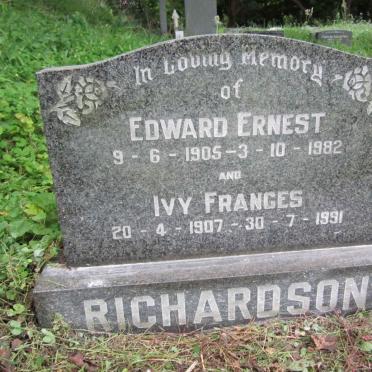 In Loving Memory
of
EDWARD ERNEST
9 - 6 - 1905 - 3 - 10 - 1982
AND
IVY FRANCES
20 - 4 - 1907 - 30 - 7 - 1991
RICHARDSON